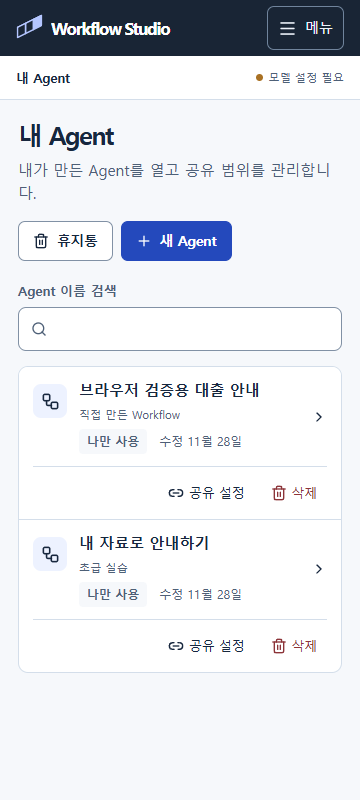 Workflow Studio
메뉴
내 Agent
모델 설정 필요
내 Agent
내가 만든 Agent를 열고 공유 범위를 관리합니
다.
휴지통
새 Agent
Agent 이름 검색
브라우저 검증용 대출 안내
직접 만든 Workflow
나만 사용
수정 11월 28일
공유 설정
삭제
내 자료로 안내하기
초급 실습
나만 사용
수정 11월 28일
공유 설정
삭제